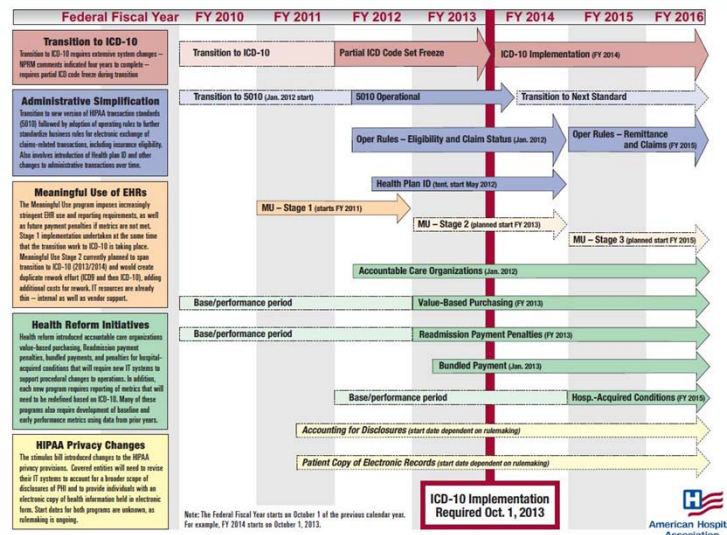 Federal Fiscal Year FY 2010 FY 2011 FY 2012 FY 2013 FY 2014 FY 2015 FY 2016
Transition to ICD-10
Transition to ICD-10 requires extensive system changes –
NPRM comments indicated four years to complete –
requires partial ICD code freeze during transition
Transition to ICD-10
Partial ICD Code Set Freeze
ICD-10 Implementation (FY 2014)
Administrative Simplification
Transition to new version of HIPAA transaction standards
(5010) followed by adoption of operating rules to further
standardize business rules for electronic exchange of
claims-related transactions, including insurance eligibility.
Also involves introduction of Health plan ID and other
changes to administrative transactions over time.
Transition to 5010 (Jan. 2012 start)
5010 Operational
Transition to Next Standard
Oper Rules – Eligibility and Claim Status (Jan. 2012)
Oper Rules – Remittance
and Claims (FY 2015)
Health Plan ID (tent. start May 2012)
Meaningful Use of EHRs
The Meaningful Use program imposes increasingly
stringent EHR use and reporting requirements, as well
as future payment penalties if metrics are not met.
Stage 1 implementation undertaken at the same time
that the transition work to ICD-10 is taking place.
Meaningful Use Stage 2 currently planned to span
transition to ICD-10 (2013/2014) and would create
duplicate rework effort (ICD9 and then ICD-10), adding
additional costs for rework. IT resources are already
thin – internal as well as vendor support.
MU – Stage 1 (starts FY 2011)
MU – Stage 2 (planned start FY 2013)
MU – Stage 3 (planned start FY 2015)
Accountable Care Organizations (Jan. 2012)
Base/performance period
Value-Based Purchasing (FY 2013)
Health Reform Initiatives
Health reform introduced accountable care organizations
value-based purchasing, Readmission payment
penalties, bundled payments, and penalties for hospital-
acquired conditions that will require new IT systems to
support procedural changes to operations. In addition,
each new program requires reporting of metrics that will
need to be redefined based on ICD-10. Many of these
programs also require development of baseline and
early performance metrics using data from prior years.
Base/performance period
Readmission Payment Penalties (FY 2013)
Bundled Payment (Jan. 2013)
Base/performance period
Hosp.-Acquired Conditions (FY 2015)
HIPAA Privacy Changes
The stimulus bill introduced changes to the HIPAA
privacy provisions. Covered entities will need to revise
their IT systems to account for a broader scope of
disclosures of PHI and to provide individuals with an
electronic copy of health information held in electronic
form. Start dates for both programs are unknown, as
rulemaking is ongoing.
Accounting for Disclosures (start date dependent on rulemaking)
Patient Copy of Electronic Records (start date dependent on rulemaking)
ICD-10 Implementation
Required Oct. 1, 2013
Note: The Federal Fiscal Year starts on October 1 of the previous calendar year.
For example, FY 2014 starts on October 1, 2013.
H
American Hospit
Association